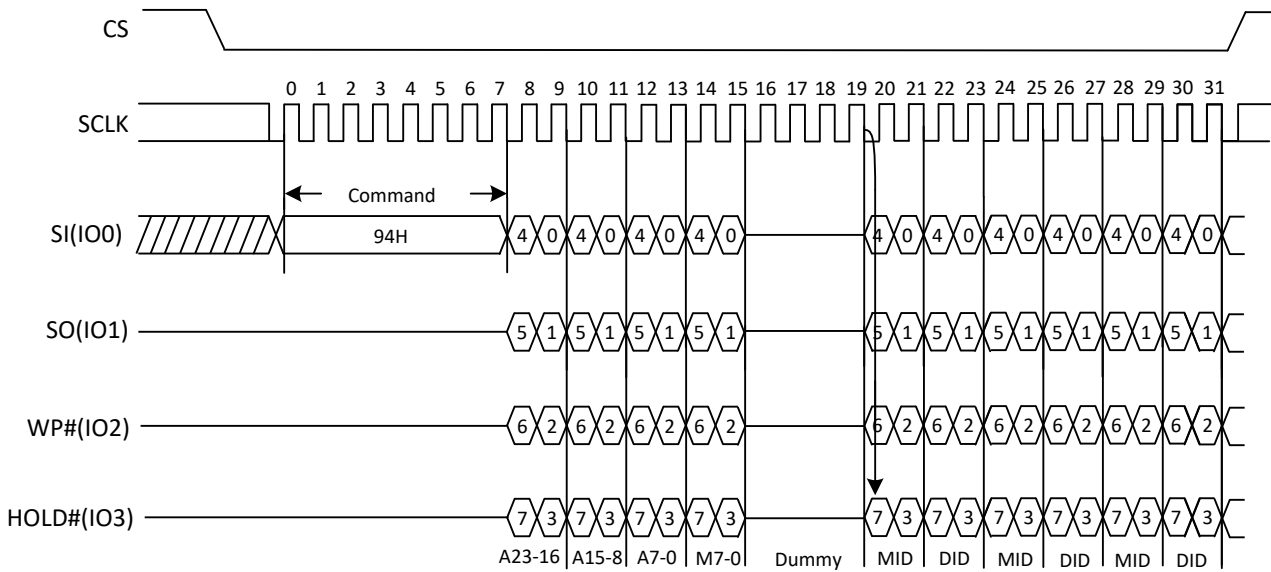 CS
0 1 2 3 4 5 6 7 8 9 10 11 12 13 14 15 16 17 18 19 20 21 22 23 24 25 26 27 28 29 30 31
SCLK
Command
SI(IO0) 94H 4 0 4 0 4 0 4 0 4 0 4 0 4 0 4 0 4 0 4 0
SO(IO1) 5 1 5 1 5 1 5 1 5 1 5 1 5 1 5 1 5 1 5 1
WP#(IO2) 6 2 6 2 6 2 6 2 6 2 6 2 6 2 6 2 6 2 6 2
HOLD#(IO3) 7 3 7 3 7 3 7 3 7 3 7 3 7 3 7 3 7 3 7 3
A23-16 A15-8 A7-0 M7-0 Dummy MID DID MID DID MID DID